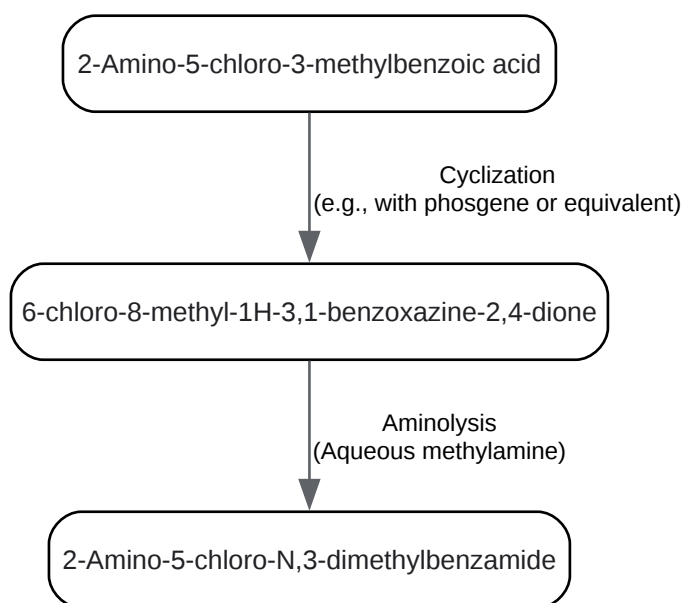 2-Amino-5-chloro-3-methylbenzoic acid
Cyclization
(e.g., with phosgene or equivalent)
6-chloro-8-methyl-1H-3,1-benzoxazine-2,4-dione
Aminolysis
(Aqueous methylamine)
2-Amino-5-chloro-N,3-dimethylbenzamide